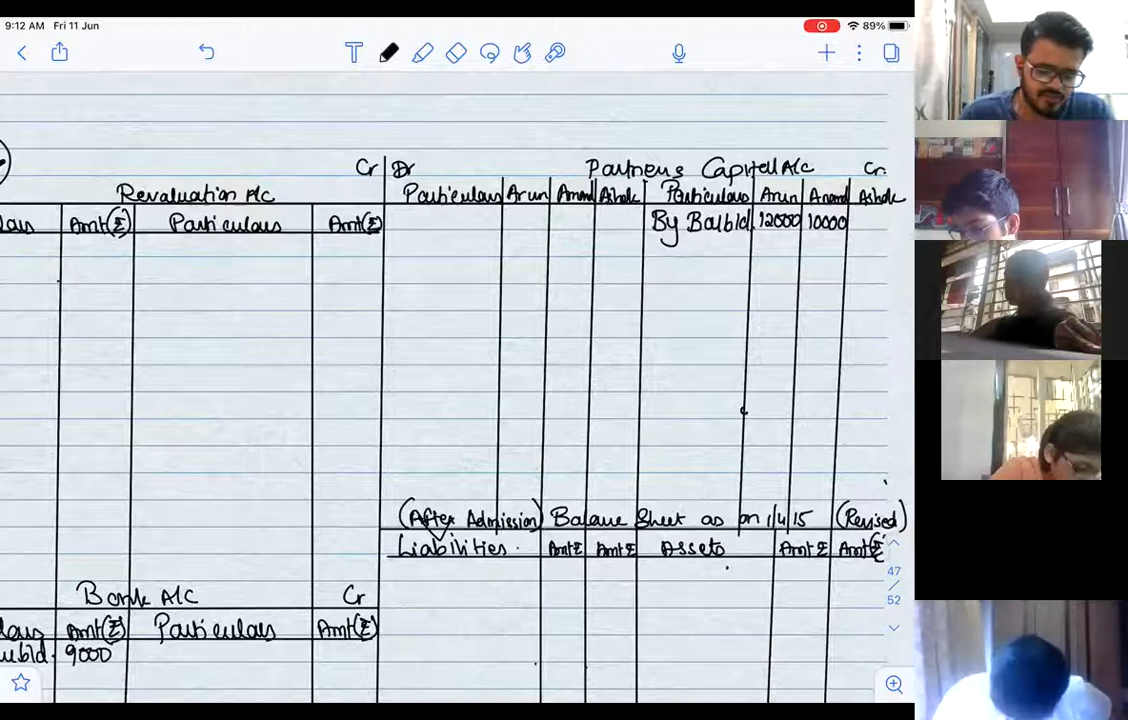 9:12 AM Fri 11 Jun
89%
Cr Dr Partners Capital A/c Cr.
Revaluation A/c
Particulars Arun Anand Ashok Particulars Arun Anand Ashok
lars Amt(₹) Particulars Amt(₹)
By Bal b/d. 12000 10000
(After Admission) Balance Sheet as on 1/4/15 (Revised)
Liabilities. Amt ₹ Amt ₹ Assets Amt ₹ Amt ₹
47
/
52
Bank A/c Cr
lars Amt(₹) Particulars Amt(₹)
9000